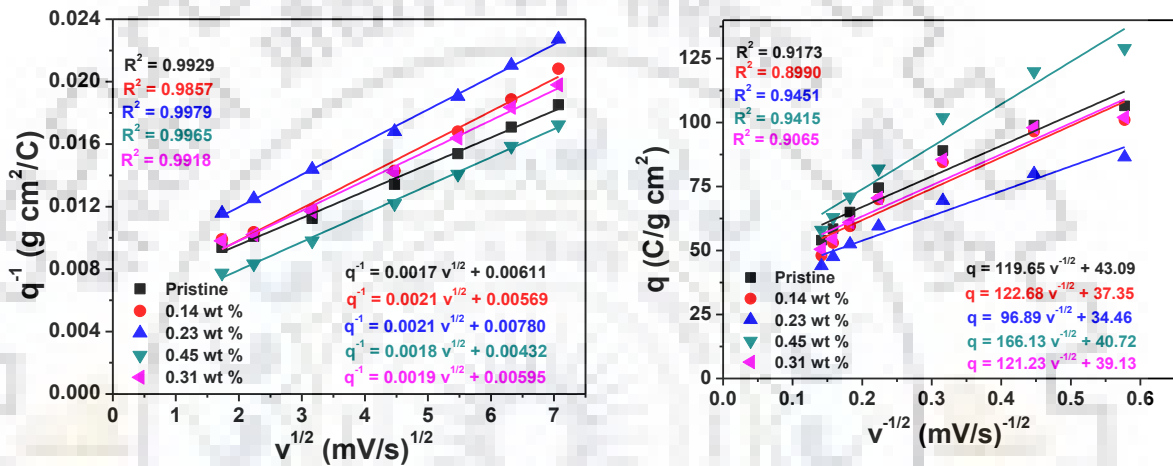 0.024
0.020
0.016
0.012
0.008
0.004
0.000
q⁻¹ (g cm²/C)
R² = 0.9929
R² = 0.9857
R² = 0.9979
R² = 0.9965
R² = 0.9918
Pristine
0.14 wt %
0.23 wt %
0.45 wt %
0.31 wt %
q⁻¹ = 0.0017 v¹/² + 0.00611
q⁻¹ = 0.0021 v¹/² + 0.00569
q⁻¹ = 0.0021 v¹/² + 0.00780
q⁻¹ = 0.0018 v¹/² + 0.00432
q⁻¹ = 0.0019 v¹/² + 0.00595
0 1 2 3 4 5 6 7
v¹/² (mV/s)¹/²
125
100
75
50
25
0
q (C/g cm²)
R² = 0.9173
R² = 0.8990
R² = 0.9451
R² = 0.9415
R² = 0.9065
Pristine
0.14 wt %
0.23 wt %
0.45 wt %
0.31 wt %
q = 119.65 v⁻¹/² + 43.09
q = 122.68 v⁻¹/² + 37.35
q = 96.89 v⁻¹/² + 34.46
q = 166.13 v⁻¹/² + 40.72
q = 121.23 v⁻¹/² + 39.13
0.0 0.1 0.2 0.3 0.4 0.5 0.6
v⁻¹/² (mV/s)⁻¹/²